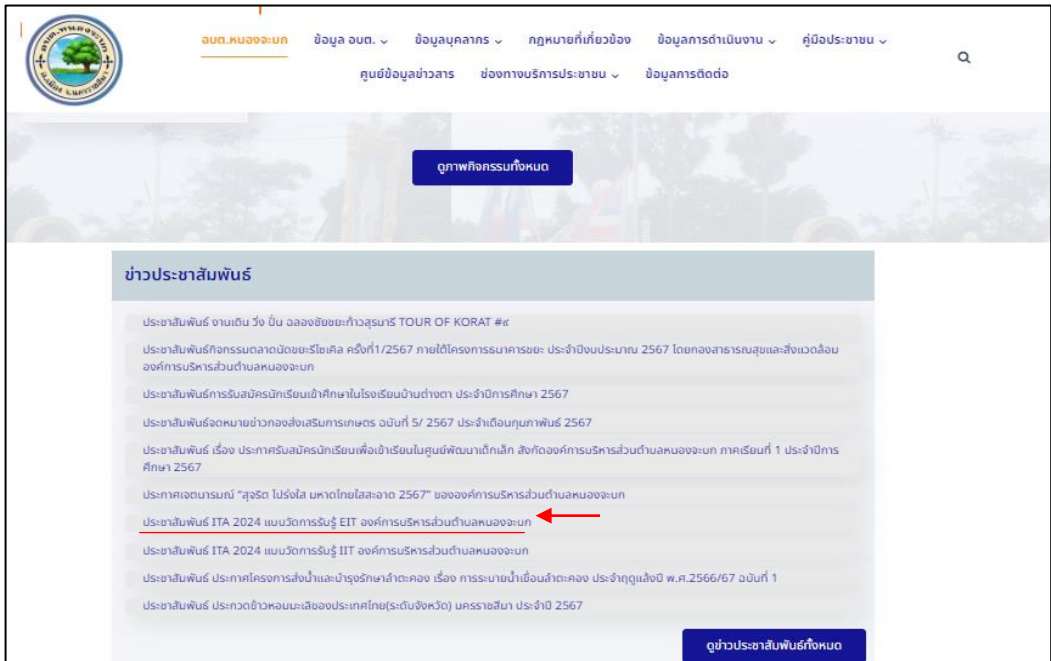 อบต.หนองจะบก ข้อมูล อบต. ข้อมูลบุคลากร กฎหมายที่เกี่ยวข้อง ข้อมูลการดำเนินงาน คู่มือประชาชน
ศูนย์ข้อมูลข่าวสาร ช่องทางบริการประชาชน ข้อมูลการติดต่อ
ดูภาพกิจกรรมทั้งหมด
ข่าวประชาสัมพันธ์
ประชาสัมพันธ์ งานเดิน วิ่ง ปั่น ฉลองชัยชยะท้าวสุรนารี TOUR OF KORAT #๙
ประชาสัมพันธ์กิจกรรมตลาดนัดขยะรีไซเคิล ครั้งที่1/2567 ภายใต้โครงการธนาคารขยะ ประจำปีงบประมาณ 2567 โดยกองสาธารณสุขและสิ่งแวดล้อม
องค์การบริหารส่วนตำบลหนองจะบก
ประชาสัมพันธ์การรับสมัครนักเรียนเข้าศึกษาในโรงเรียนบ้านต่างตา ประจำปีการศึกษา 2567
ประชาสัมพันธ์จดหมายข่าวกองส่งเสริมการเกษตร ฉบับที่ 5/ 2567 ประจำเดือนกุมภาพันธ์ 2567
ประชาสัมพันธ์ เรื่อง ประกาศรับสมัครนักเรียนเพื่อเข้าเรียนในศูนย์พัฒนาเด็กเล็ก สังกัดองค์การบริหารส่วนตำบลหนองจะบก ภาคเรียนที่ 1 ประจำปีการ
ศึกษา 2567
ประกาศเจตนารมณ์ "สุจริต โปร่งใส มหาดไทยใสสะอาด 2567" ขององค์การบริหารส่วนตำบลหนองจะบก
ประชาสัมพันธ์ ITA 2024 แบบวัดการรับรู้ EIT องค์การบริหารส่วนตำบลหนองจะบก
ประชาสัมพันธ์ ITA 2024 แบบวัดการรับรู้ IIT องค์การบริหารส่วนตำบลหนองจะบก
ประชาสัมพันธ์ ประกาศโครงการส่งน้ำและบำรุงรักษาลำตะคอง เรื่อง การระบายน้ำเขื่อนลำตะคอง ประจำฤดูแล้งปี พ.ศ.2566/67 ฉบับที่ 1
ประชาสัมพันธ์ ประกวดข้าวหอมมะลิของประเทศไทย(ระดับจังหวัด) นครราชสีมา ประจำปี 2567
ดูข่าวประชาสัมพันธ์ทั้งหมด